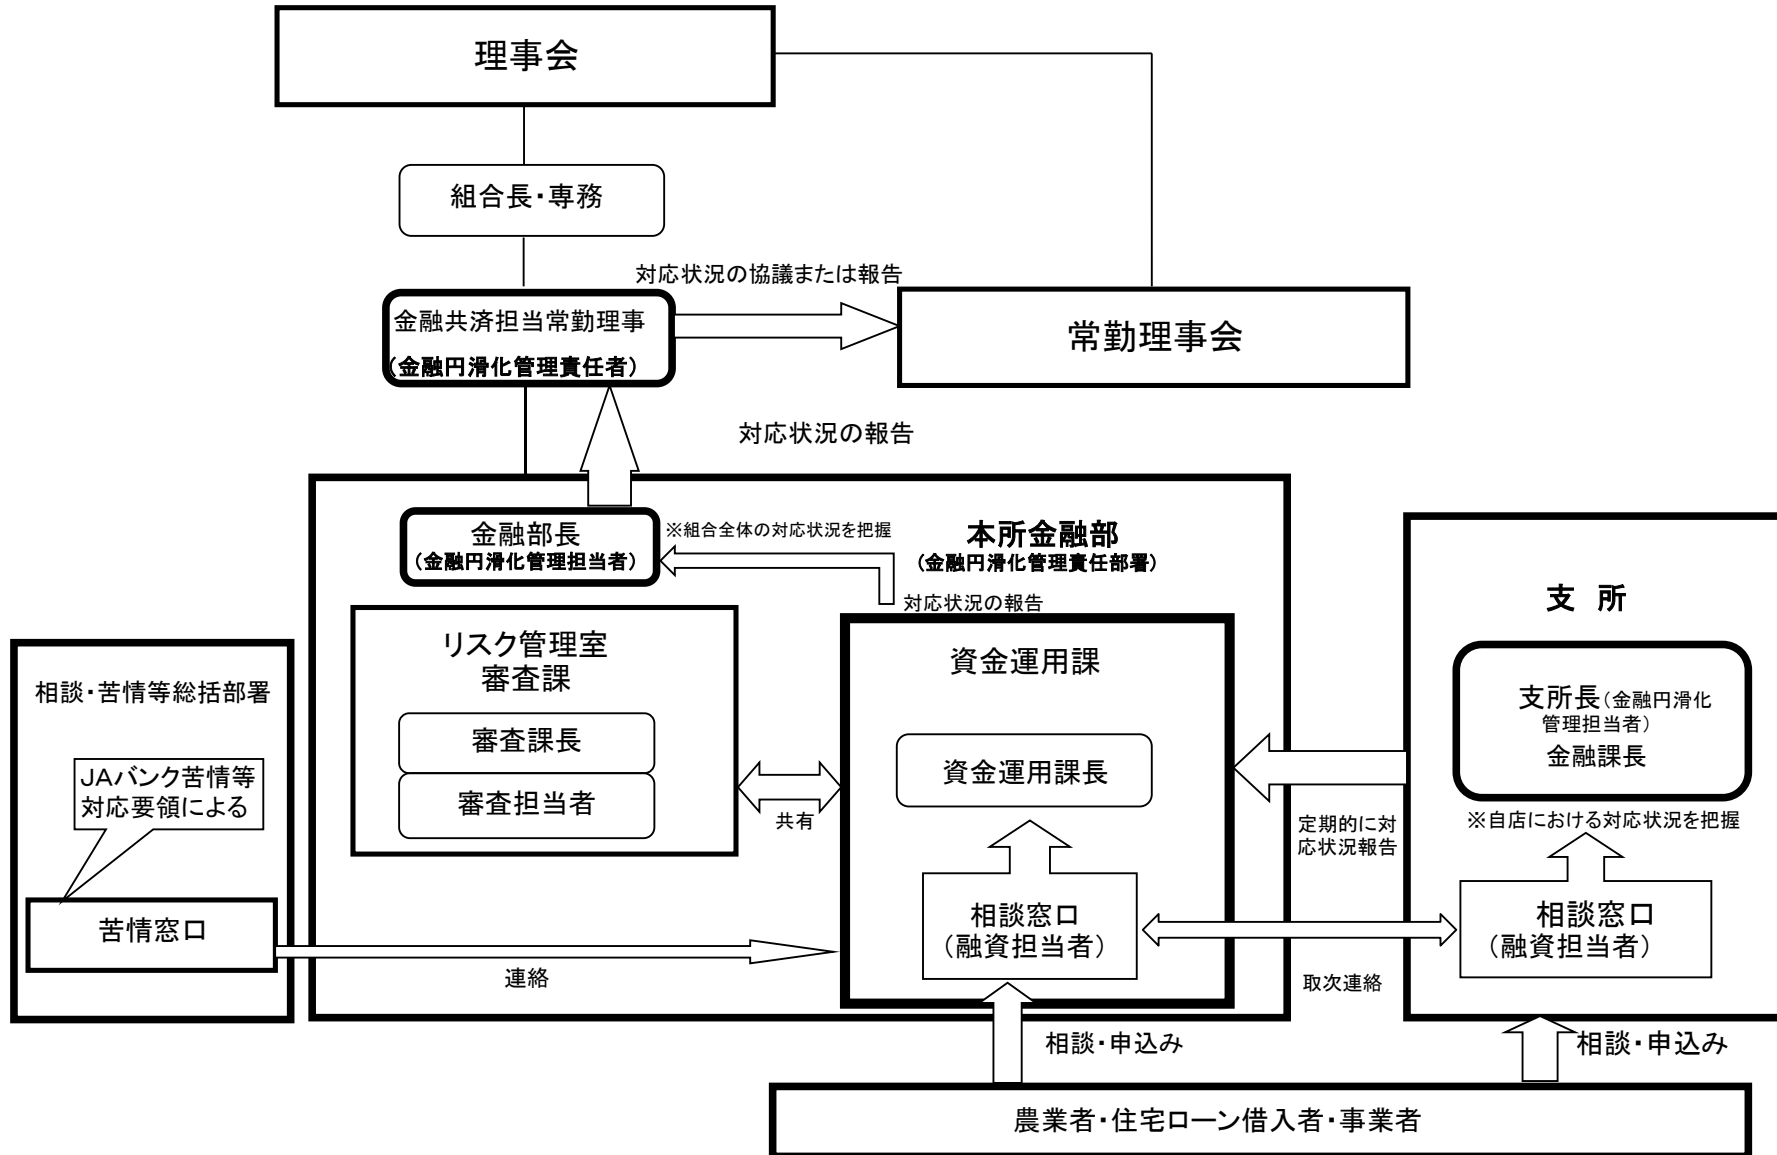 理事会
組合長・専務
対応状況の協議または報告
金融共済担当常勤理事
（金融円滑化管理責任者）
常勤理事会
対応状況の報告
金融部長
（金融円滑化管理担当者）
※組合全体の対応状況を把握
本所金融部
（金融円滑化管理責任部署）
対応状況の報告
リスク管理室
審査課
審査課長
審査担当者
共有
資金運用課
資金運用課長
相談窓口
（融資担当者）
定期的に対
応状況報告
取次連絡
支　所
支所長（金融円滑化
管理担当者）
金融課長
※自店における対応状況を把握
相談窓口
（融資担当者）
相談・苦情等総括部署
JAバンク苦情等
対応要領による
苦情窓口
連絡
相談・申込み
相談・申込み
農業者・住宅ローン借入者・事業者